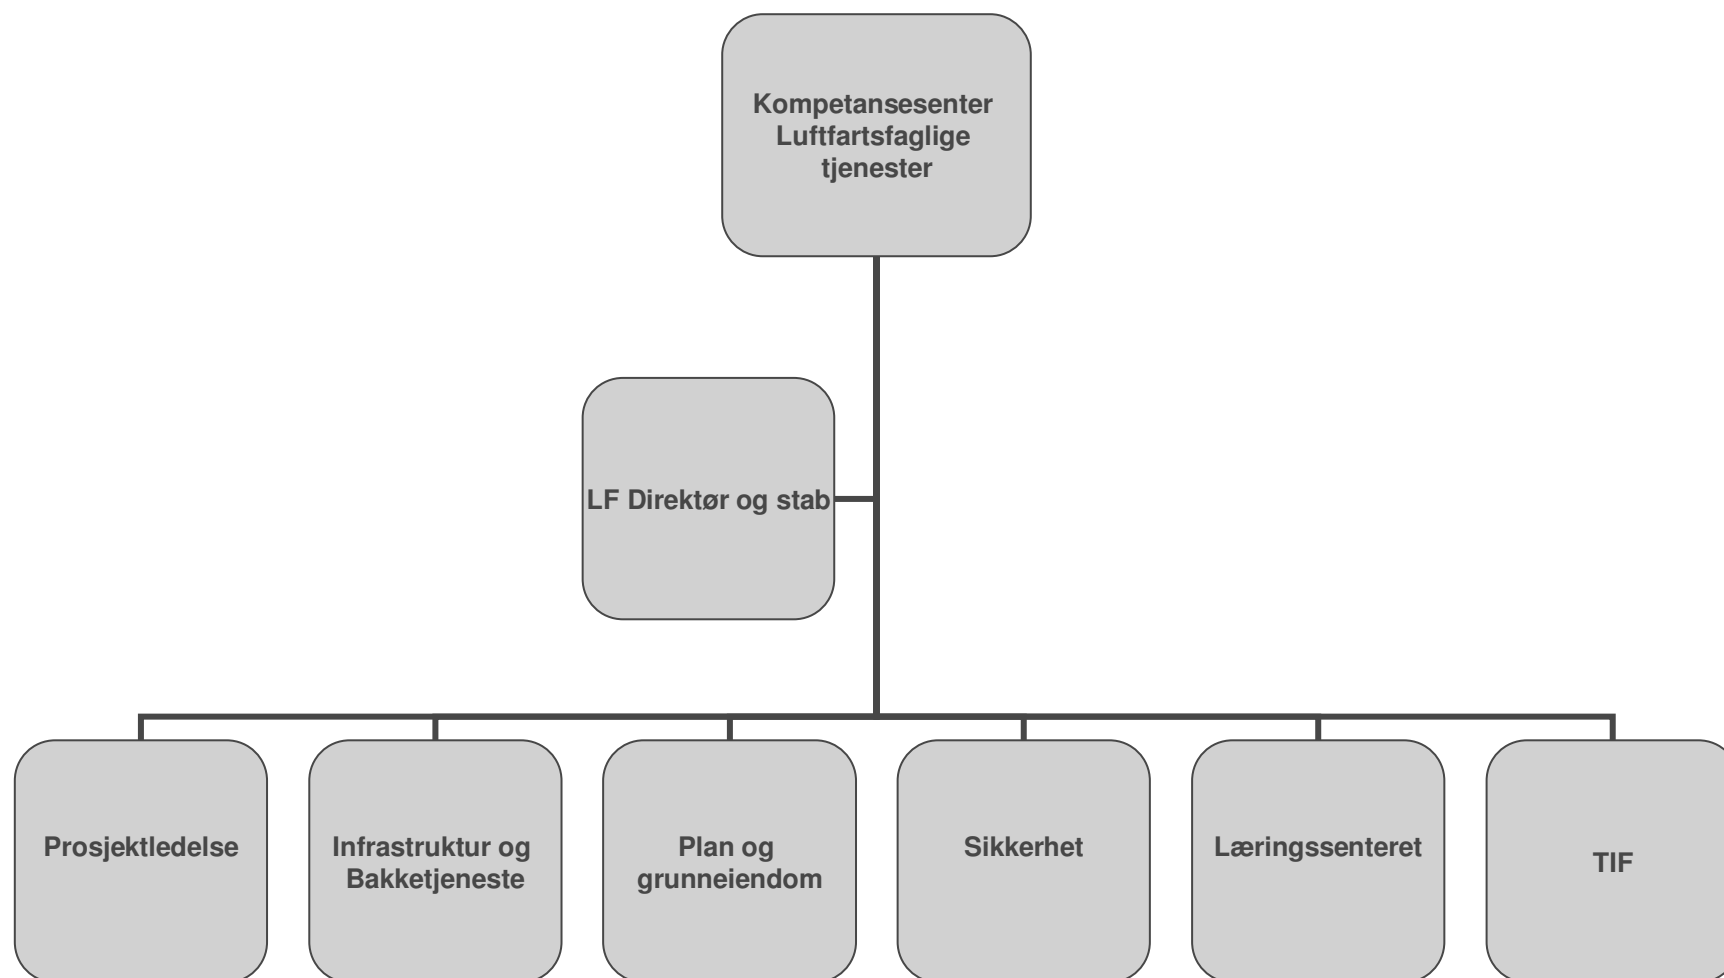 Kompetansesenter
Luftfartsfaglige
tjenester
LF Direktør og stab
Prosjektledelse
Infrastruktur og
Bakketjeneste
Plan og
grunneiendom
Sikkerhet
Læringssenteret
TIF